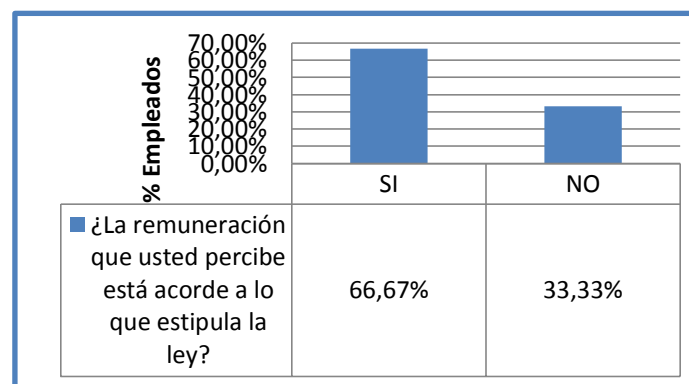 70,00%
60,00%
50,00%
40,00%
30,00%
20,00%
10,00%
0,00%
% Empleados
SI NO
¿La remuneración
que usted percibe
está acorde a lo
que estipula la
ley?
66,67% 33,33%